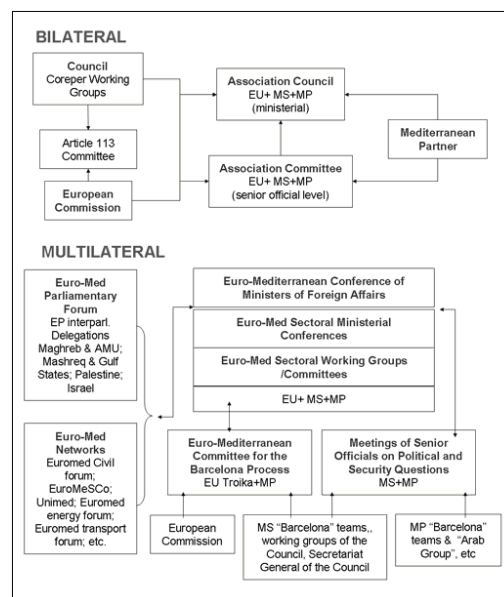 BILATERAL
Council
Coreper Working
Groups
Article 113
Committee
European
Commission
Association Council
EU+ MS+MP
(ministerial)
Association Committee
EU+ MS+MP
(senior official level)
Mediterranean
Partner
MULTILATERAL
Euro-Med
Parliamentary
Forum
EP interparl.
Delegations
Maghreb & AMU;
Mashreq & Gulf
States; Palestine;
Israel
Euro-Med
Networks
Euromed Civil
forum;
EuroMeSCo;
Unimed; Euromed
energy forum;
Euromed transport
forum; etc.
Euro-Mediterranean Conference of
Ministers of Foreign Affairs
Euro-Med Sectoral Ministerial
Conferences
Euro-Med Sectoral Working Groups
/Committees
EU+ MS+MP
Euro-Mediterranean
Committee for the
Barcelona Process
EU Troika+MP
Meetings of Senior
Officials on Political and
Security Questions
MS+MP
European
Commission
MS “Barcelona” teams,,
working groups of the
Council, Secretariat
General of the Council
MP “Barcelona”
teams & “Arab
Group”, etc